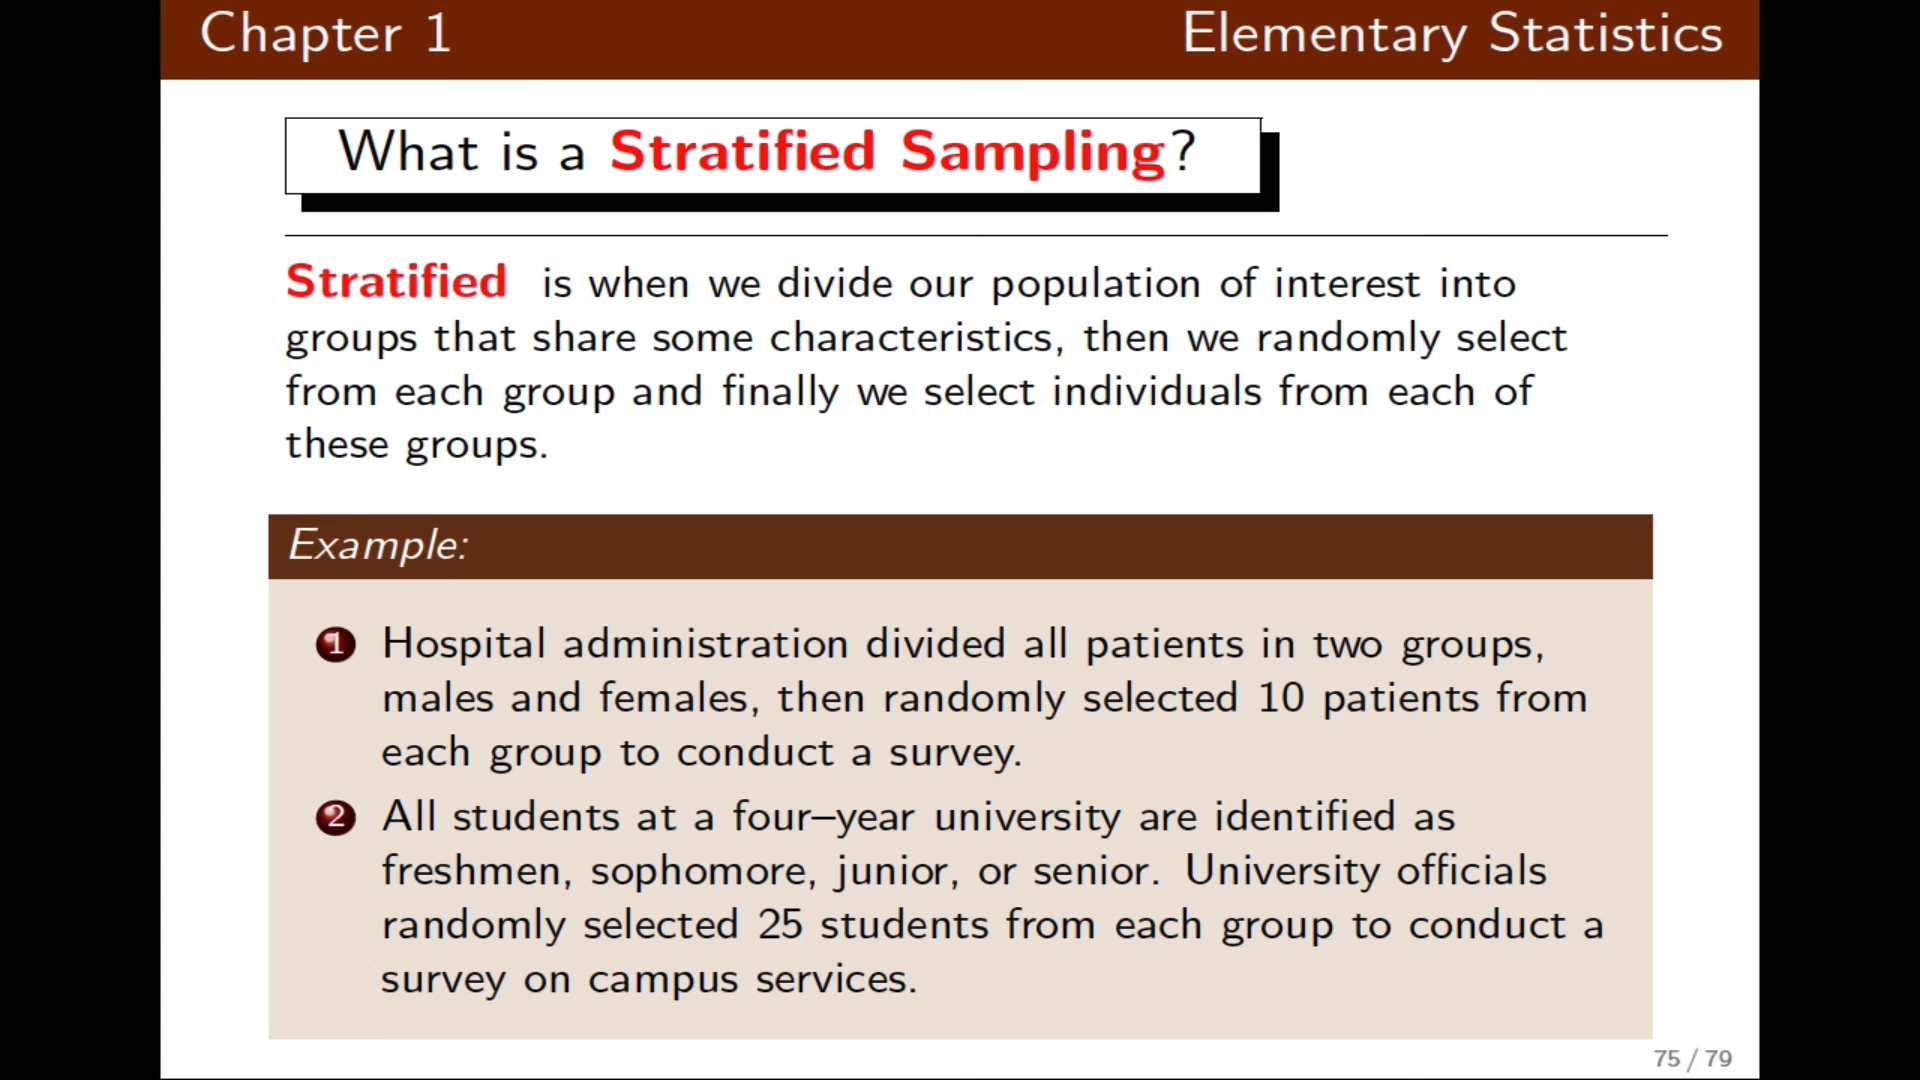 Chapter 1
Elementary Statistics
What is a Stratified Sampling?
Stratified is when we divide our population of interest into
groups that share some characteristics, then we randomly select
from each group and finally we select individuals from each of
these groups.
Example:
1 Hospital administration divided all patients in two groups,
males and females, then randomly selected 10 patients from
each group to conduct a survey.
2 All students at a four–year university are identified as
freshmen, sophomore, junior, or senior. University officials
randomly selected 25 students from each group to conduct a
survey on campus services.
75 / 79